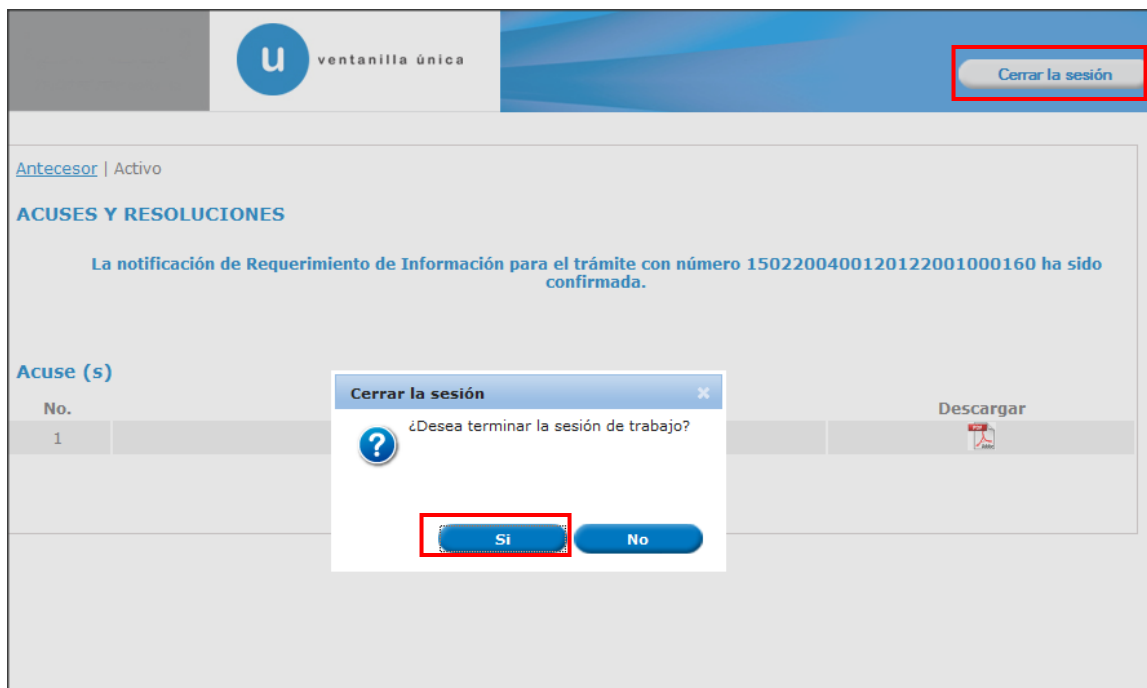 u
ventanilla única
Cerrar la sesión
Antecesor | Activo
ACUSES Y RESOLUCIONES
La notificación de Requerimiento de Información para el trámite con número 1502200400120122001000160 ha sido
confirmada.
Acuse (s)
No.
Descargar
1
Cerrar la sesión
¿Desea terminar la sesión de trabajo?
Si
No